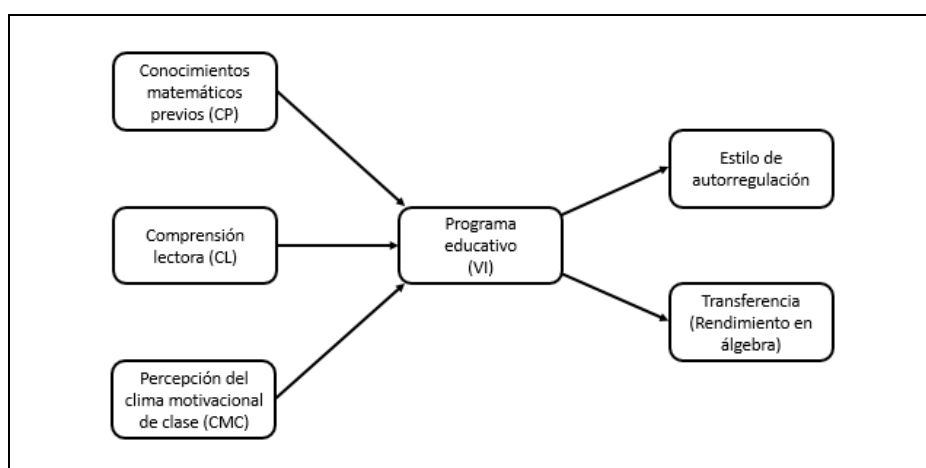 Conocimientos
matemáticos
previos (CP)
Comprensión
lectora (CL)
Percepción del
clima motivacional
de clase (CMC)
Programa
educativo
(VI)
Estilo de
autorregulación
Transferencia
(Rendimiento en
álgebra)